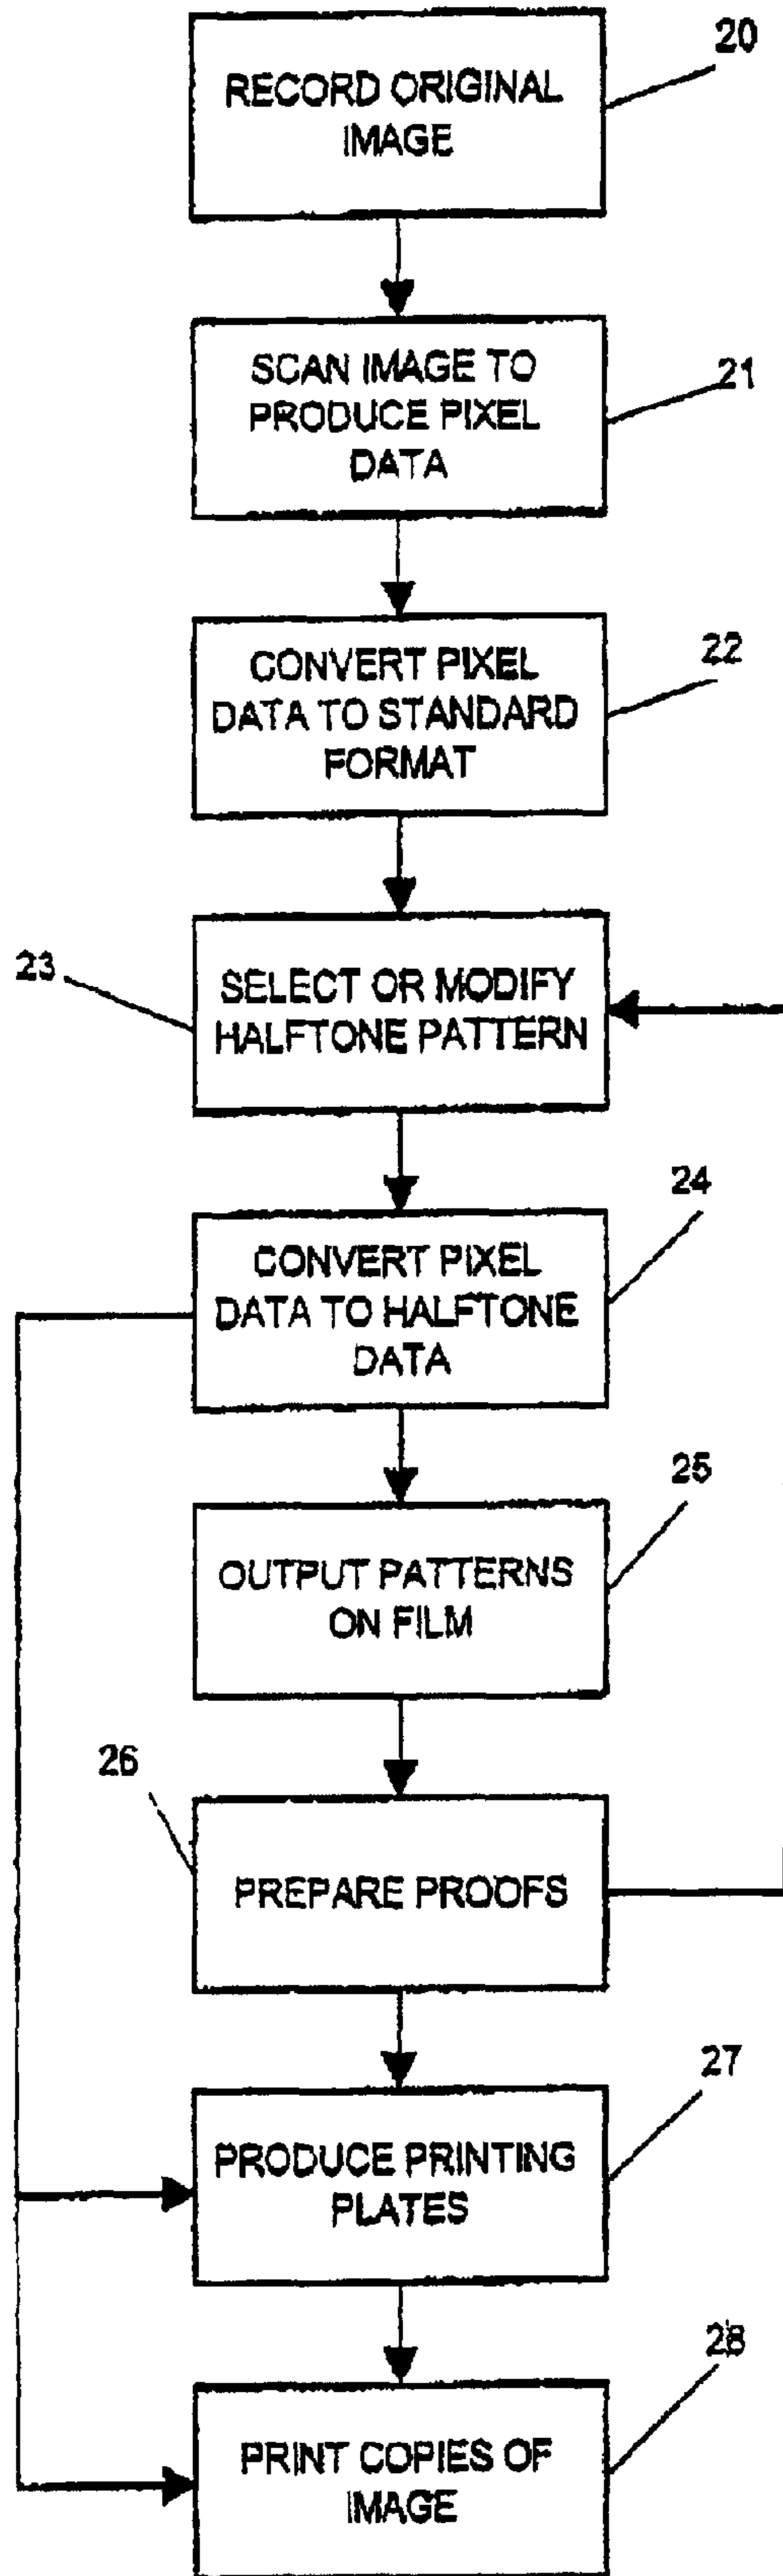 20
RECORD ORIGINAL
IMAGE
SCAN IMAGE TO
PRODUCE PIXEL
DATA
21
CONVERT PIXEL
DATA TO STANDARD
FORMAT
22
23
SELECT OR MODIFY
HALFTONE PATTERN
24
CONVERT PIXEL
DATA TO HALFTONE
DATA
25
OUTPUT PATTERNS
ON FILM
26
PREPARE PROOFS
27
PRODUCE PRINTING
PLATES
28
PRINT COPIES OF
IMAGE